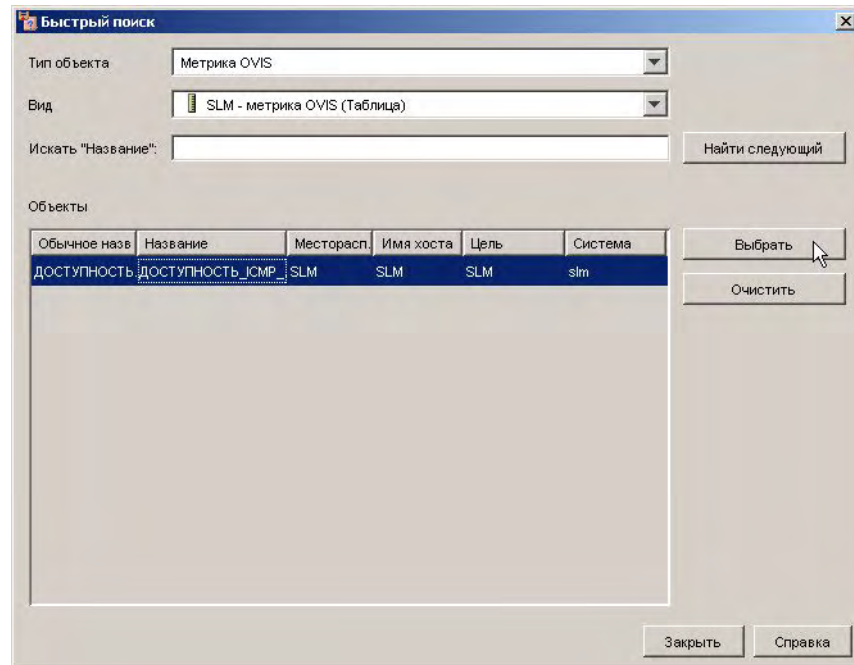 Быстрый поиск
Тип объекта Метрика OVIS
Вид SLM - метрика OVIS (Таблица)
Искать "Название": Найти следующий
Объекты
Обычное назв Название Месторасп. Имя хоста Цель Система Выбрать
ДОСТУПНОСТЬ. ДОСТУПНОСТЬ_ICMP_ SLM SLM SLM slm
Очистить
Закрыть Справка